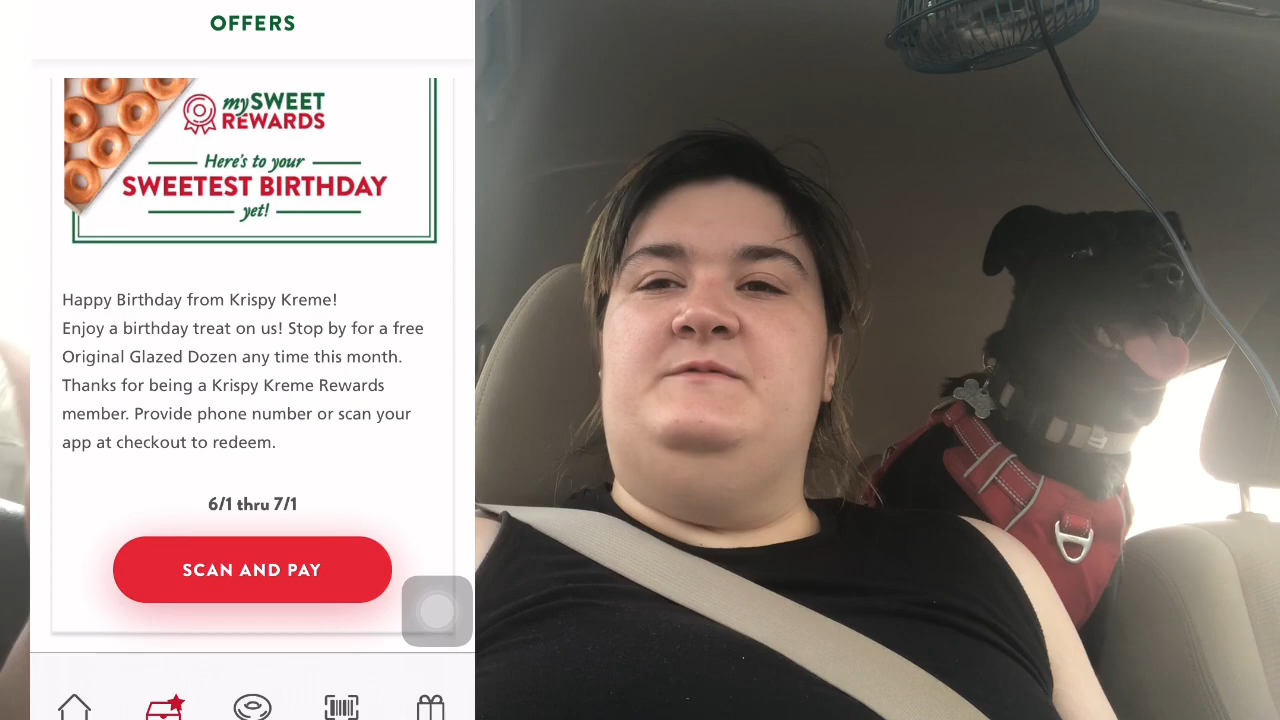 OFFERS
my SWEET
REWARDS
Here's to your
SWEETEST BIRTHDAY
yet!
Happy Birthday from Krispy Kreme!
Enjoy a birthday treat on us! Stop by for a free
Original Glazed Dozen any time this month.
Thanks for being a Krispy Kreme Rewards
member. Provide phone number or scan your
app at checkout to redeem.
6/1 thru 7/1
SCAN AND PAY